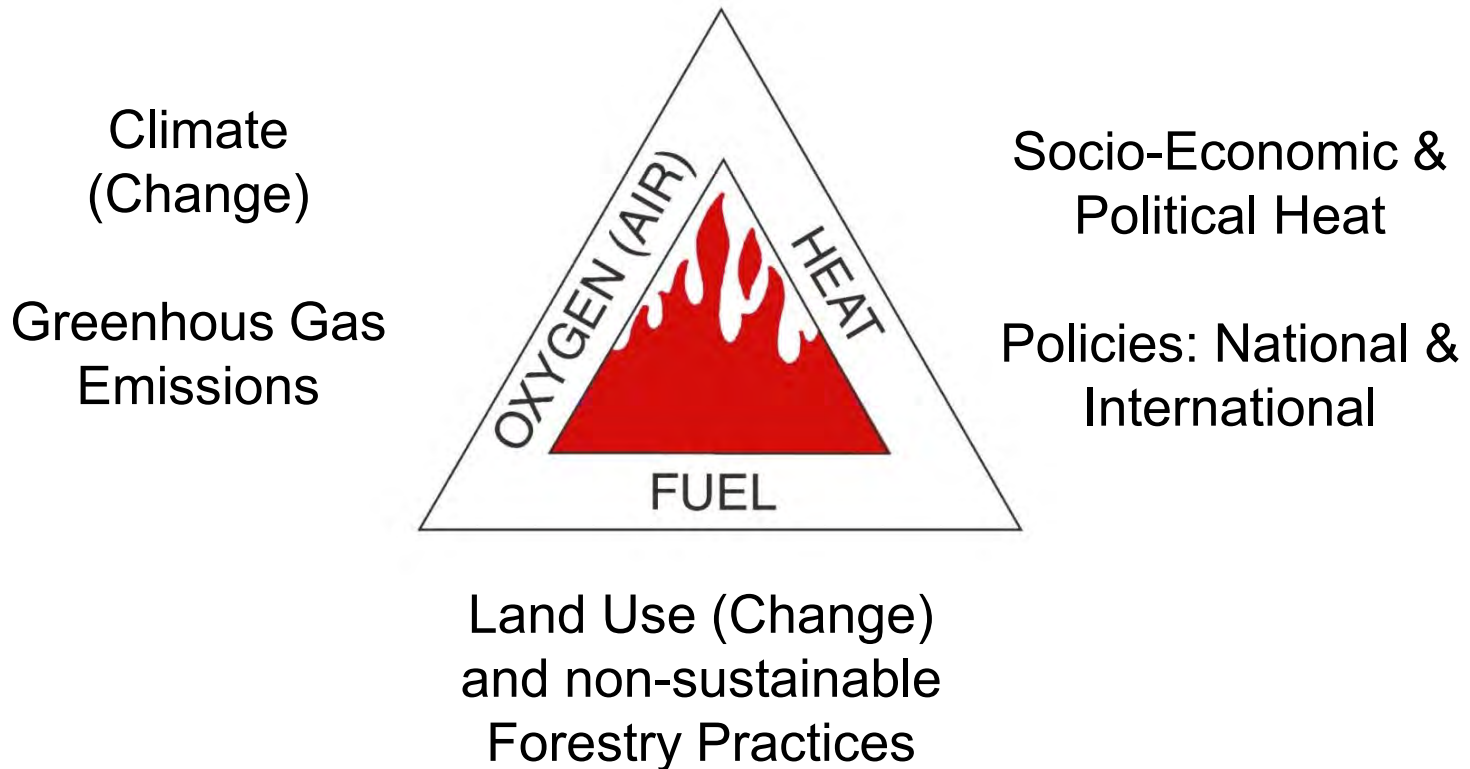 Climate
(Change)
Greenhous Gas
Emissions
OXYGEN (AIR)
HEAT
FUEL
Socio-Economic &
Political Heat
Policies: National &
International
Land Use (Change)
and non-sustainable
Forestry Practices